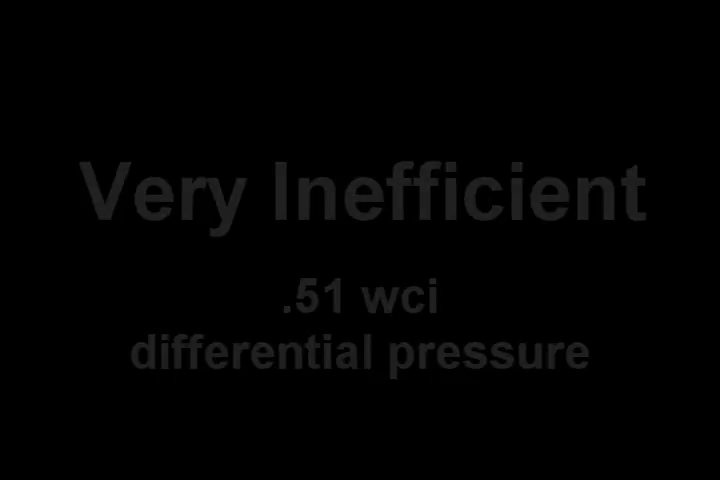 Very Inefficient
.51 wci
differential pressure